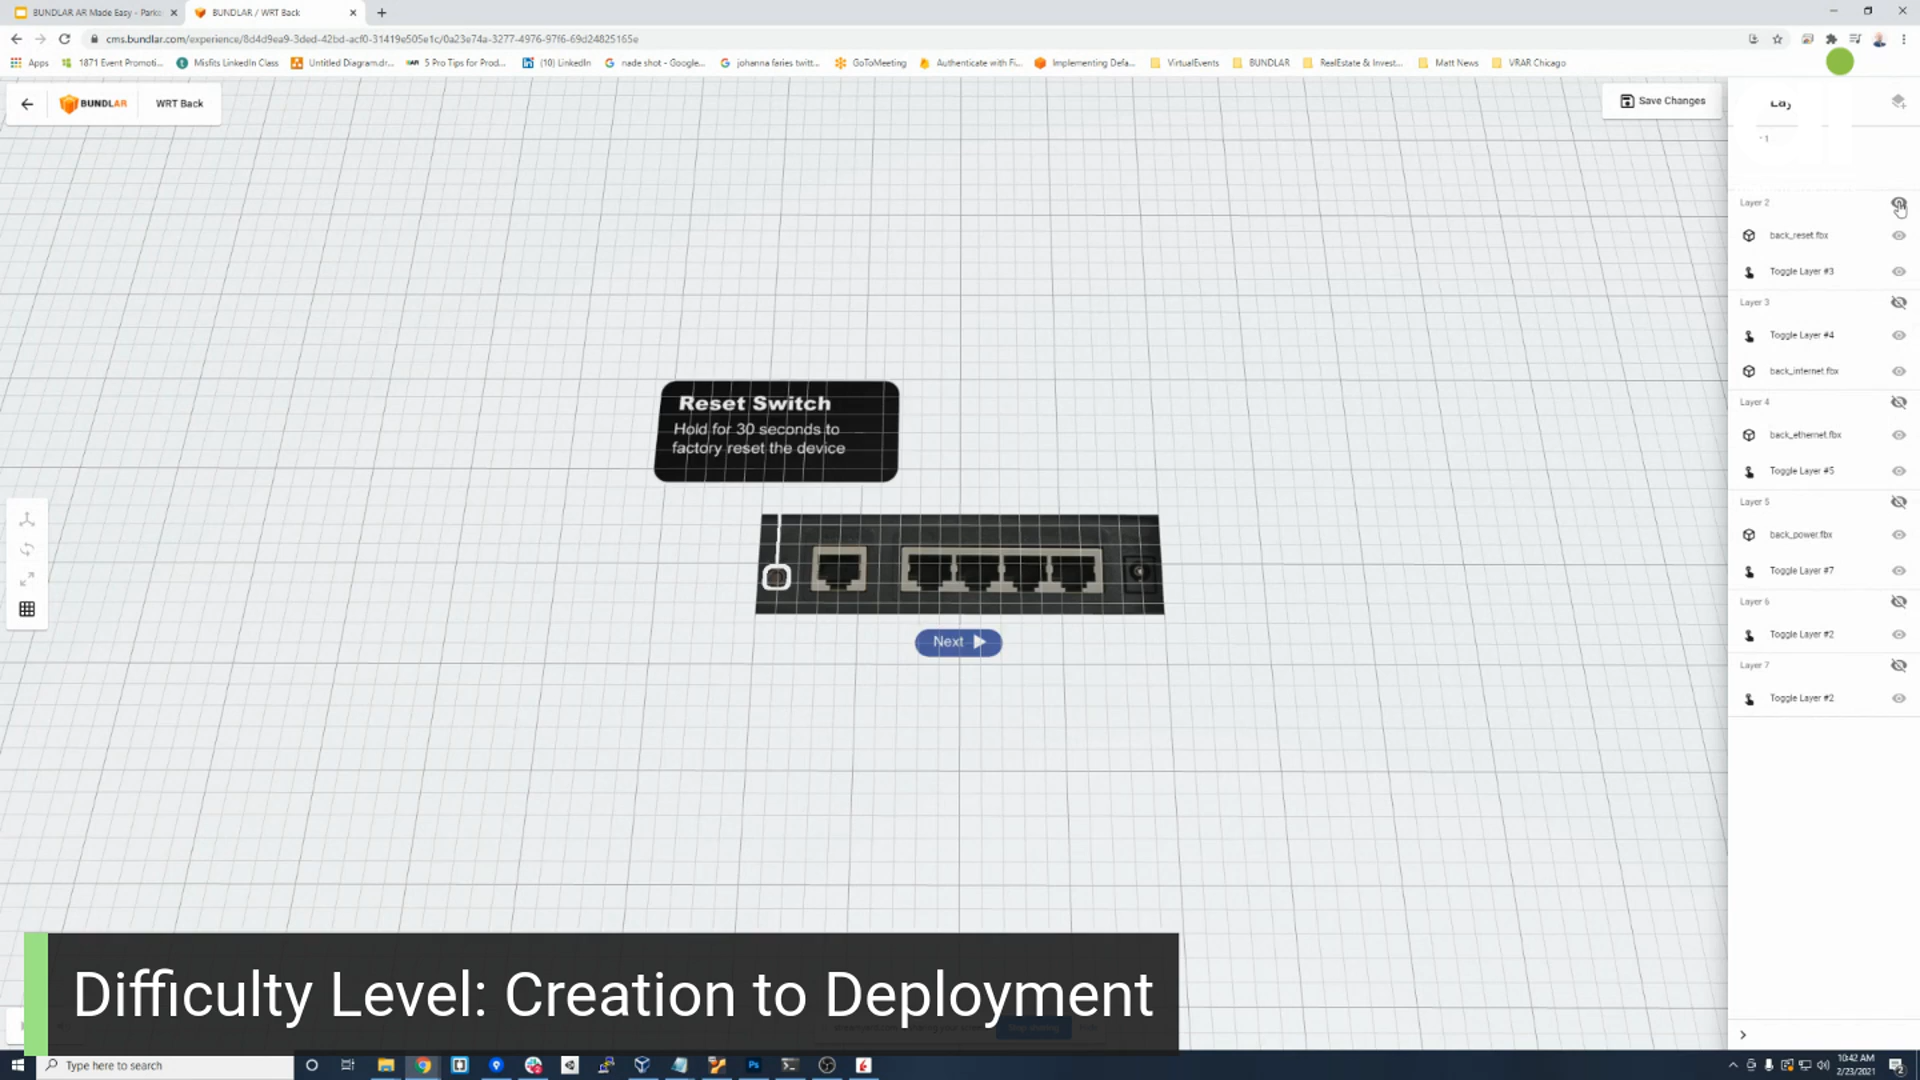 BUNDLAR AR Made Easy - Parke
BUNDLAR / WRT Back
cms.bundlar.com/experience/8d4d9ea9-3ded-42bd-acf0-31419e505e1c/0a23e74a-3277-4976-97f6-69d24825165e
Apps
1871 Event Promoti...
Misfits LinkedIn Class
Untitled Diagram.dr...
5 Pro Tips for Prod...
(10) LinkedIn
nade shot - Google...
johanna faries twitt...
GoToMeeting
Authenticate with Fi...
Implementing Defa...
VirtualEvents
BUNDLAR
RealEstate & Invest...
Matt News
VRAR Chicago
BUNDLAR
WRT Back
Save Changes
Layer 2
back_reset.fbx
Toggle Layer #3
Layer 3
Toggle Layer #4
back_internet.fbx
Layer 4
back_ethernet.fbx
Toggle Layer #5
Layer 5
back_power.fbx
Toggle Layer #7
Layer 6
Toggle Layer #2
Layer 7
Toggle Layer #2
Reset Switch
Hold for 30 seconds to
factory reset the device
Next
Difficulty Level: Creation to Deployment
Type here to search
10:42 AM
2/23/2021